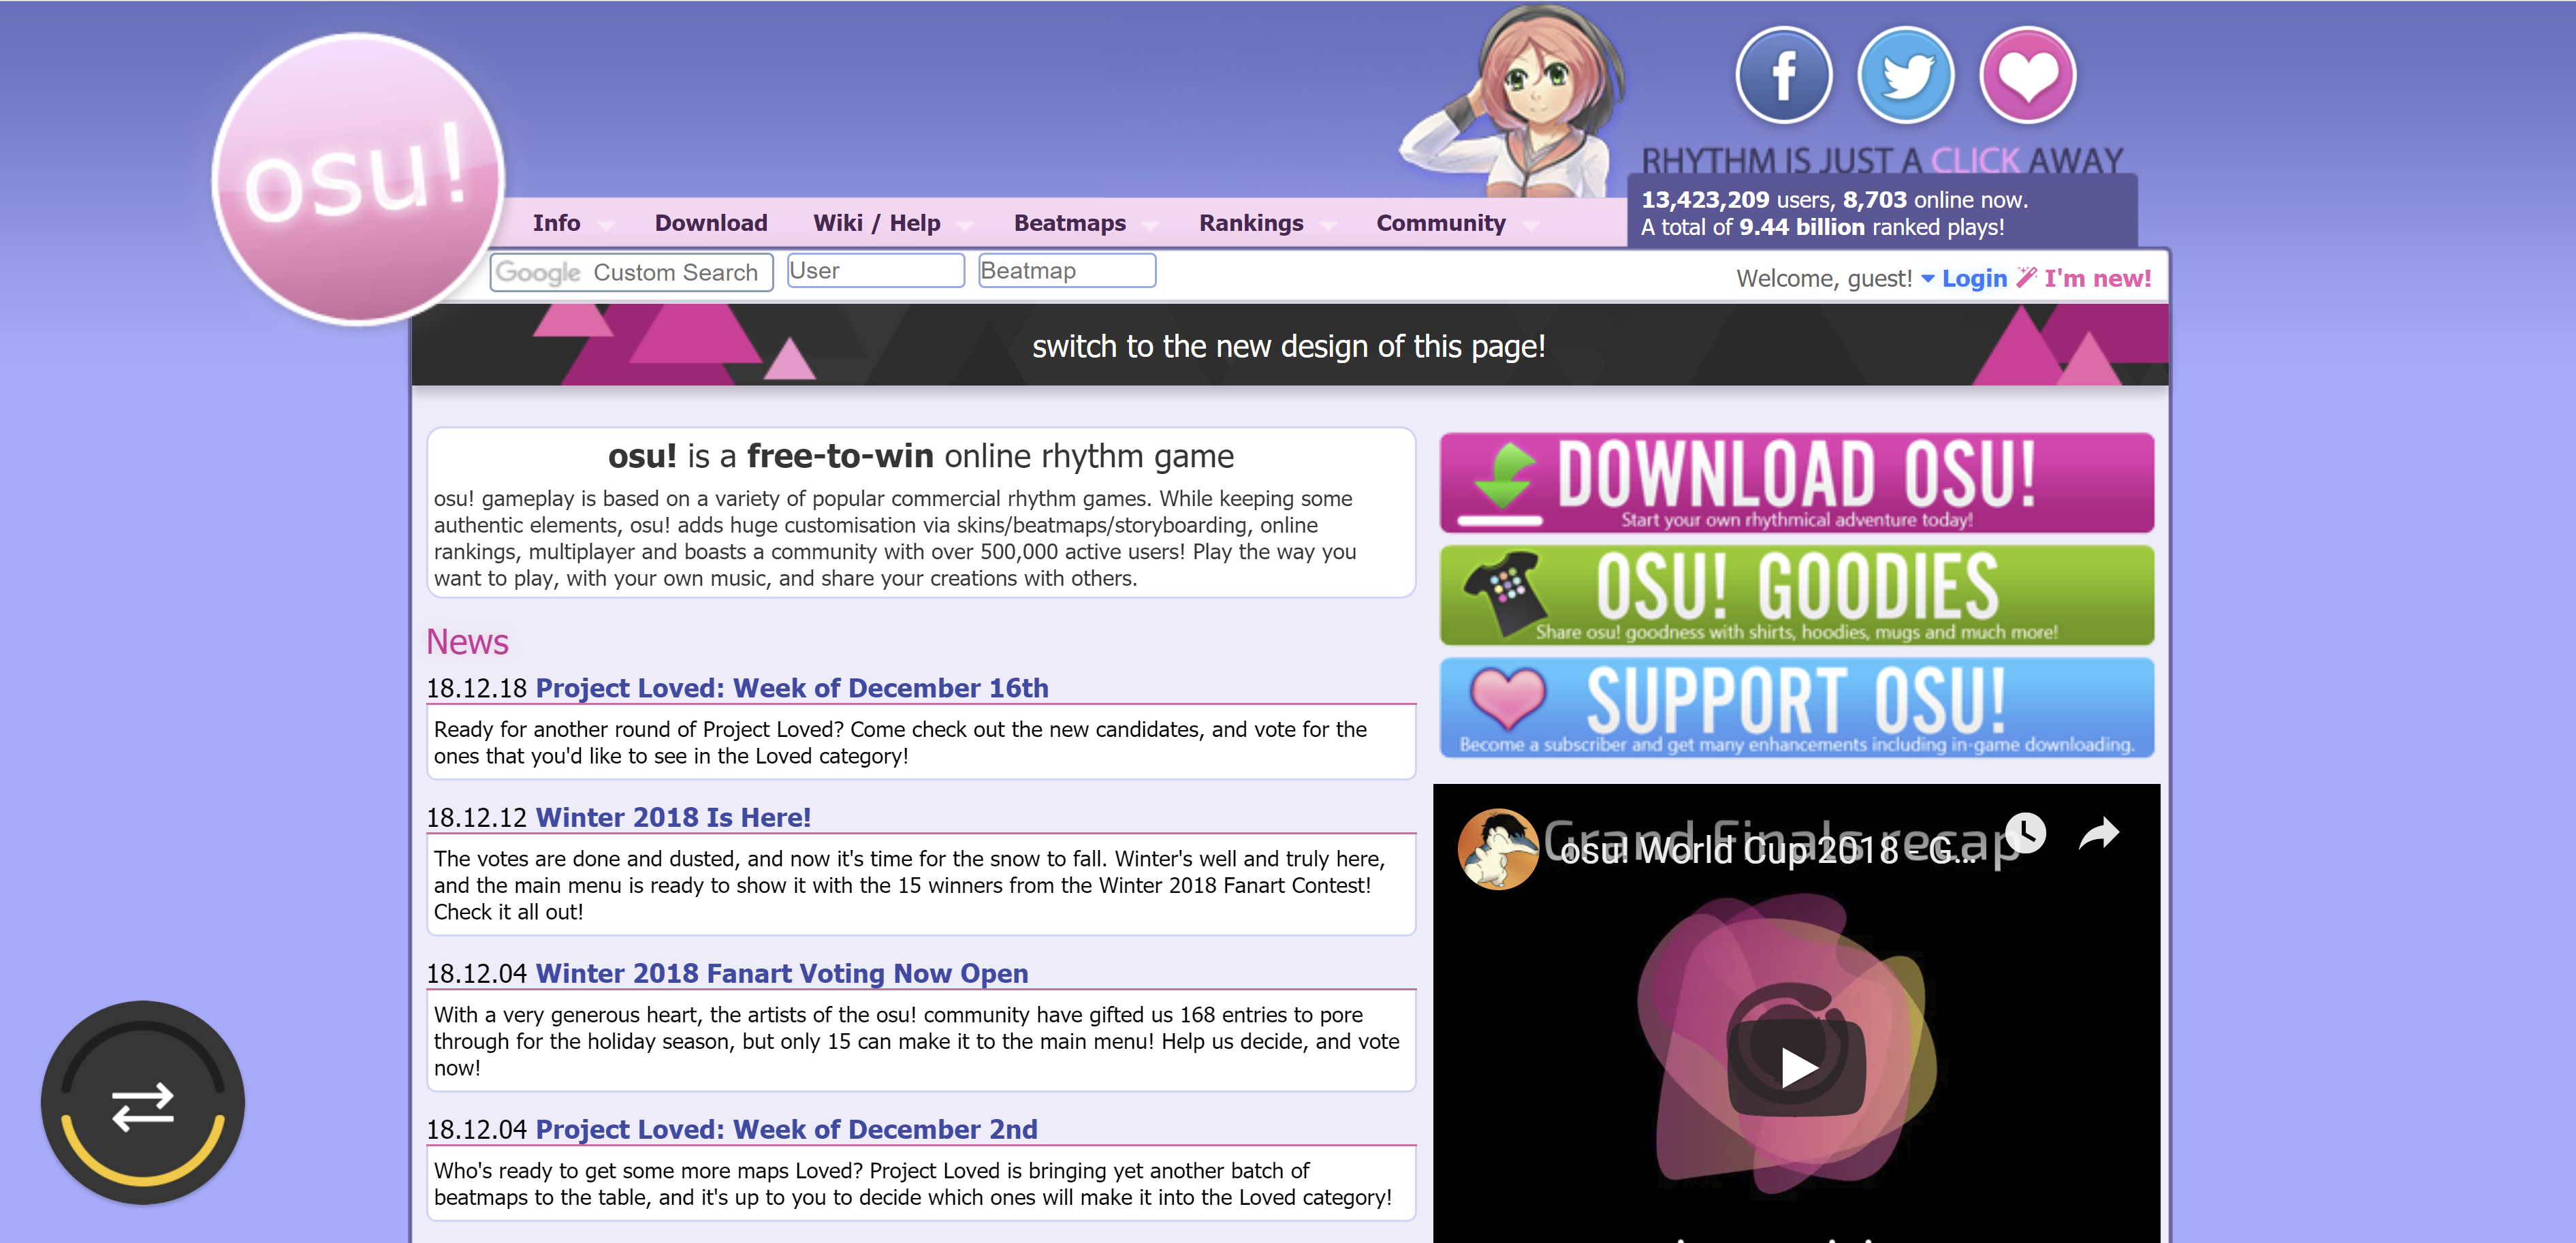 osu!
RHYTHM IS JUST A CLICK AWAY
13,423,209 users, 8,703 online now.
A total of 9.44 billion ranked plays!
Info Download Wiki / Help Beatmaps Rankings Community
Google Custom Search User Beatmap
Welcome, guest! Login I'm new!
switch to the new design of this page!
osu! is a free-to-win online rhythm game
osu! gameplay is based on a variety of popular commercial rhythm games. While keeping some
authentic elements, osu! adds huge customisation via skins/beatmaps/storyboarding, online
rankings, multiplayer and boasts a community with over 500,000 active users! Play the way you
want to play, with your own music, and share your creations with others.
News
18.12.18 Project Loved: Week of December 16th
Ready for another round of Project Loved? Come check out the new candidates, and vote for the
ones that you'd like to see in the Loved category!
18.12.12 Winter 2018 Is Here!
The votes are done and dusted, and now it's time for the snow to fall. Winter's well and truly here,
and the main menu is ready to show it with the 15 winners from the Winter 2018 Fanart Contest!
Check it all out!
18.12.04 Winter 2018 Fanart Voting Now Open
With a very generous heart, the artists of the osu! community have gifted us 168 entries to pore
through for the holiday season, but only 15 can make it to the main menu! Help us decide, and vote
now!
18.12.04 Project Loved: Week of December 2nd
Who's ready to get some more maps Loved? Project Loved is bringing yet another batch of
beatmaps to the table, and it's up to you to decide which ones will make it into the Loved category!
DOWNLOAD OSU!
Start your own rhythmical adventure today!
OSU! GOODIES
Share osu! goodness with shirts, hoodies, mugs and much more!
SUPPORT OSU!
Become a subscriber and get many enhancements including in-game downloading.
Grand Finals recap
osu! World Cup 2018 - G...